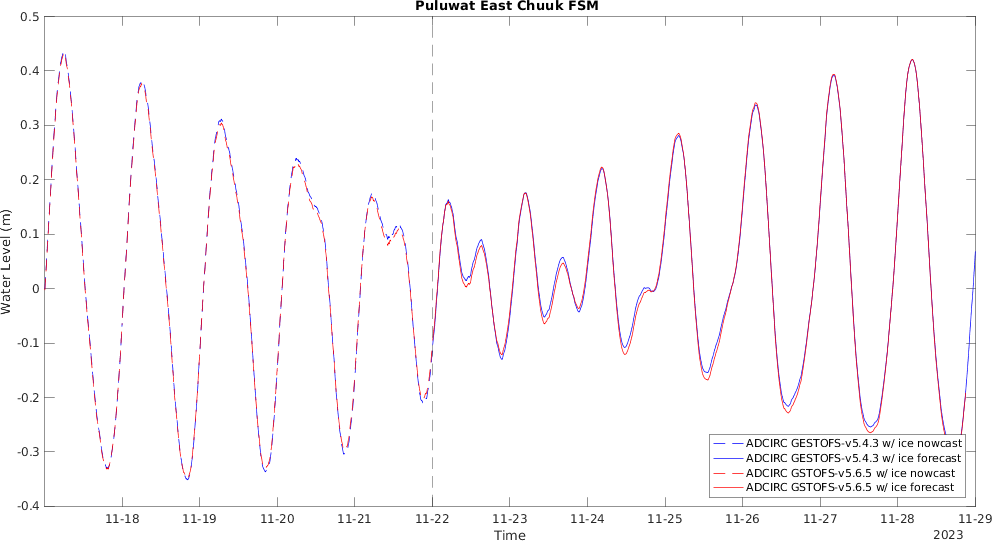 Puluwat East Chuuk FSM
0.5
0.4
0.3
0.2
0.1
0
-0.1
-0.2
-0.3
-0.4
Water Level (m)
ADCIRC GESTOFS-v5.4.3 w/ ice nowcast
ADCIRC GESTOFS-v5.4.3 w/ ice forecast
ADCIRC GSTOFS-v5.6.5 w/ ice nowcast
ADCIRC GSTOFS-v5.6.5 w/ ice forecast
11-18 11-19 11-20 11-21 11-22 11-23 11-24 11-25 11-26 11-27 11-28 11-29
Time
2023